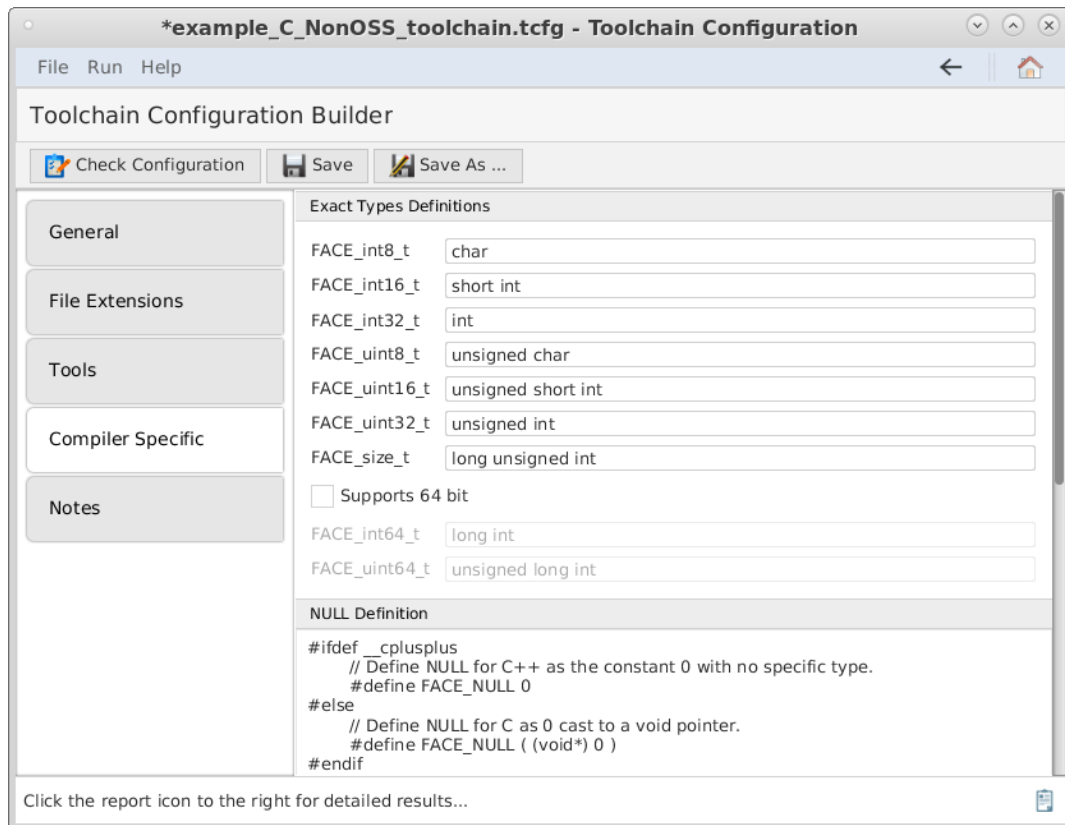 *example_C_NonOSS_toolchain.tcfg - Toolchain Configuration
File Run Help
Toolchain Configuration Builder
Check Configuration Save Save As ...
General
File Extensions
Tools
Compiler Specific
Notes
Exact Types Definitions
FACE_int8_t char
FACE_int16_t short int
FACE_int32_t int
FACE_uint8_t unsigned char
FACE_uint16_t unsigned short int
FACE_uint32_t unsigned int
FACE_size_t long unsigned int
Supports 64 bit
FACE_int64_t long int
FACE_uint64_t unsigned long int
NULL Definition
#ifdef __cplusplus
// Define NULL for C++ as the constant 0 with no specific type.
#define FACE_NULL 0
#else
// Define NULL for C as 0 cast to a void pointer.
#define FACE_NULL ( (void*) 0 )
#endif
Click the report icon to the right for detailed results...